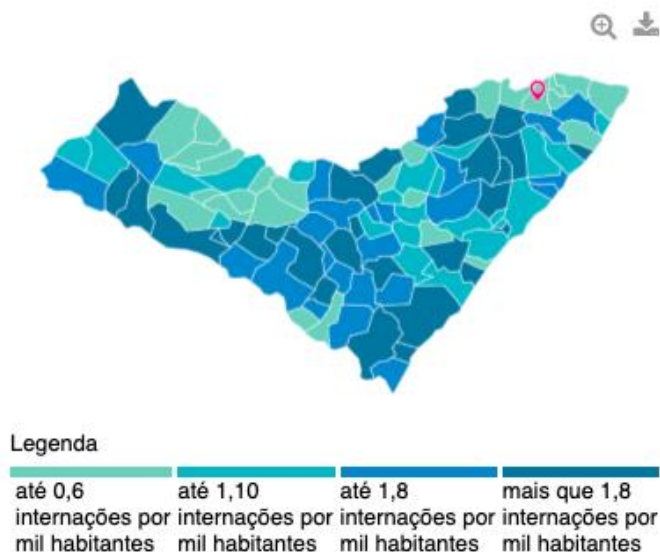 Legenda
até 0,6
internações por
mil habitantes
até 1,10
internações por
mil habitantes
até 1,8
internações por
mil habitantes
mais que 1,8
internações por
mil habitantes